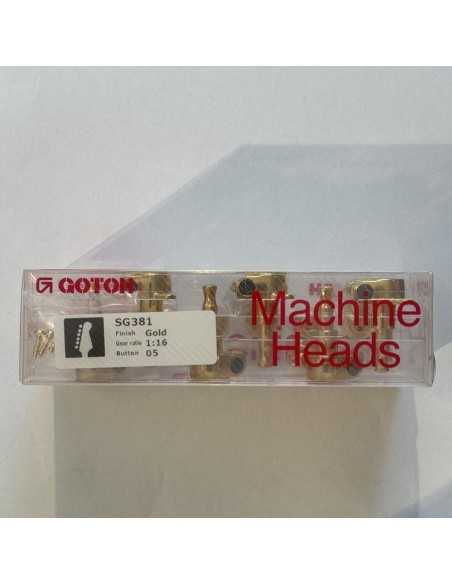 GOTOH
SG381
Finish Gold
Gear ratio 1:16
Button 05
Machine
Heads